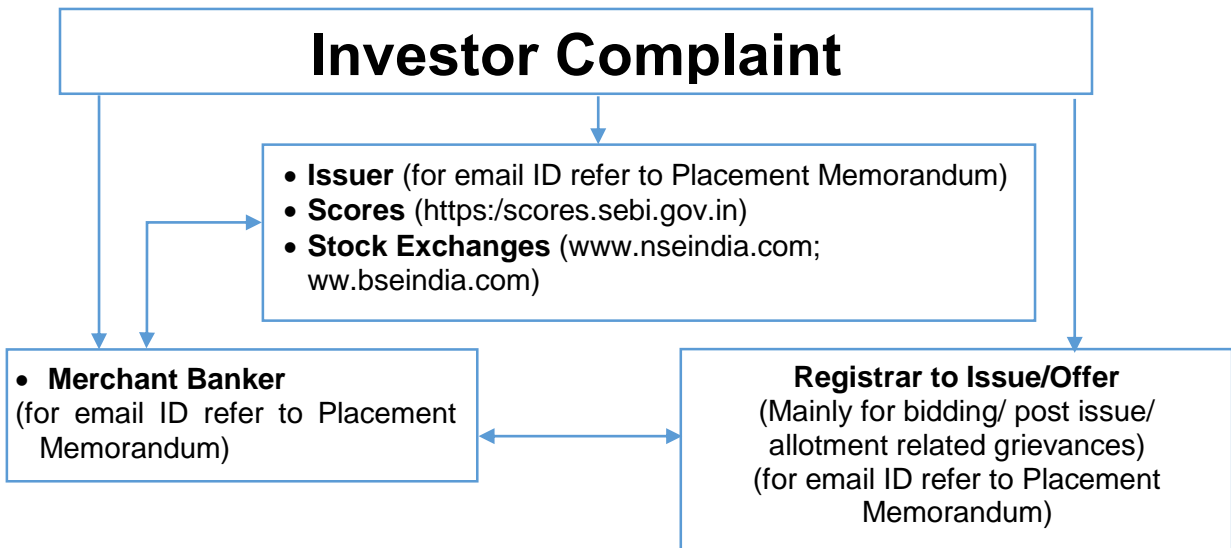 Investor Complaint
• Issuer (for email ID refer to Placement Memorandum)
• Scores (https:/scores.sebi.gov.in)
• Stock Exchanges (www.nseindia.com;
ww.bseindia.com)
• Merchant Banker
(for email ID refer to Placement
Memorandum)
Registrar to Issue/Offer
(Mainly for bidding/ post issue/
allotment related grievances)
(for email ID refer to Placement
Memorandum)